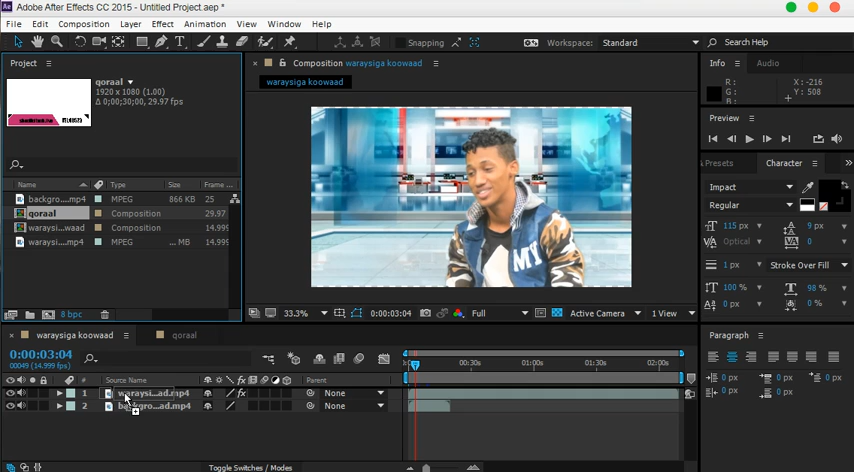 Adobe After Effects CC 2015 - Untitled Project.aep *
File Edit Composition Layer Effect Animation View Window Help
Snapping Workspace: Standard Search Help
Project
qoraal
1920 x 1080 (1.00)
Δ 0;00;30;00, 29.97 fps
Name Type Size Frame ...
backgro....mp4 MPEG 866 KB 25
qoraal Composition 29.97
waraysi...waad Composition 14.999
waraysi....mp4 MPEG ... MB 14.999
8 bpc
Composition waraysiga koowaad
waraysiga koowaad
MY
33.3% 0:00:03:04 Full Active Camera 1 View
Info Audio
R : X : -216
G : Y : 508
B :
Preview
Presets Character
Impact
Regular
115 px 9 px
Optical 0
1 px Stroke Over Fill
100 % 98 %
0 px 0 %
Paragraph
0 px 0 px 0 px
0 px 0 px
waraysiga koowaad qoraal
0:00:03:04
00049 (14.999 fps)
# Source Name Parent
1 waraysi...ad.mp4 None
2 backgro...ad.mp4 None
00:30s 01:00s 01:30s 02:00s
Toggle Switches / Modes